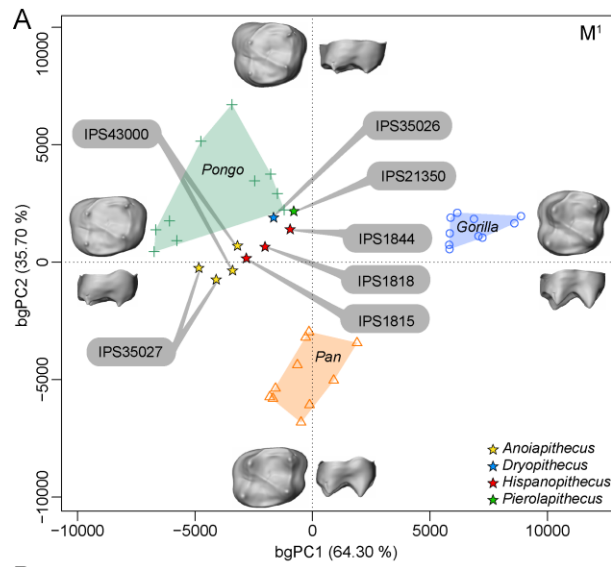 A
M¹
10000
5000
0
−5000
−10000
bgPC2 (35.70 %)
IPS43000
IPS35026
IPS21350
Pongo
Gorilla
IPS1844
IPS1818
IPS1815
IPS35027
Pan
Anoiapithecus
Dryopithecus
Hispanopithecus
Pierolapithecus
−10000
−5000
0
5000
10000
bgPC1 (64.30 %)